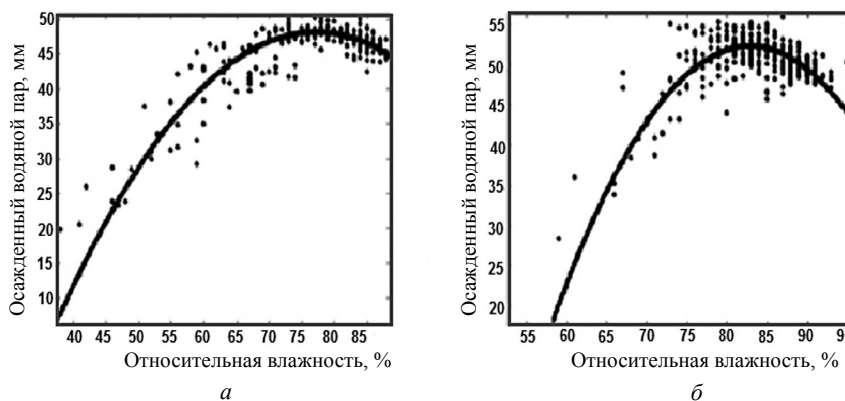 Осажденный водяной пар, мм
50
45
40
35
30
25
20
15
10
40 45 50 55 60 65 70 75 80 85
Относительная влажность, %
а
Осажденный водяной пар, мм
55
50
45
40
35
30
25
20
55 60 65 70 75 80 85 90
Относительная влажность, %
б